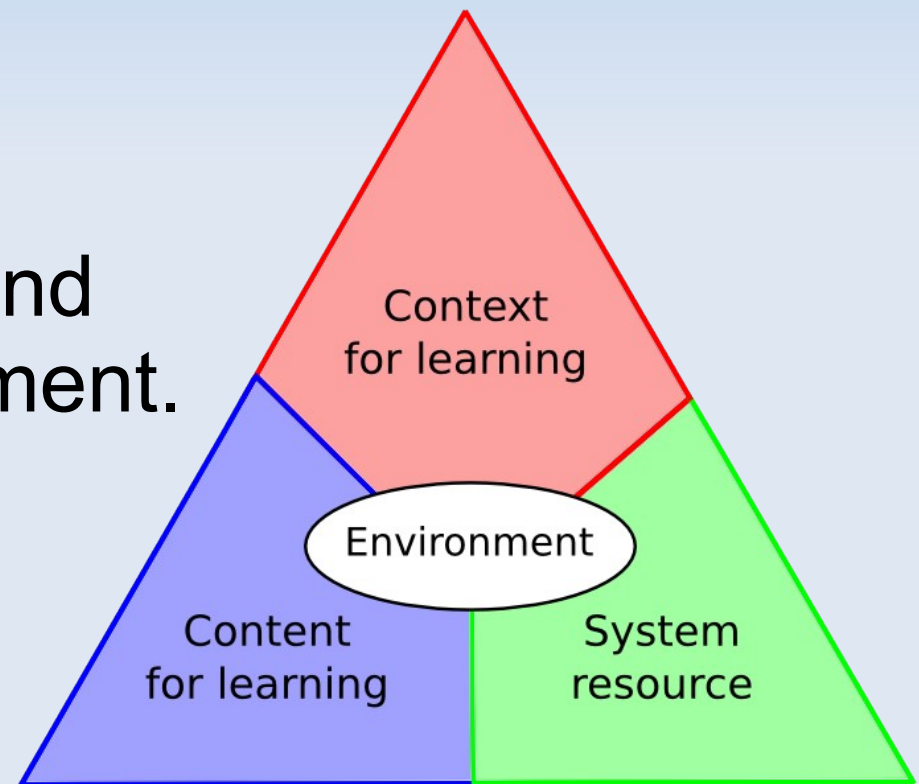 nd
ment.
Context
for learning
Environment
Content
for learning
System
resource